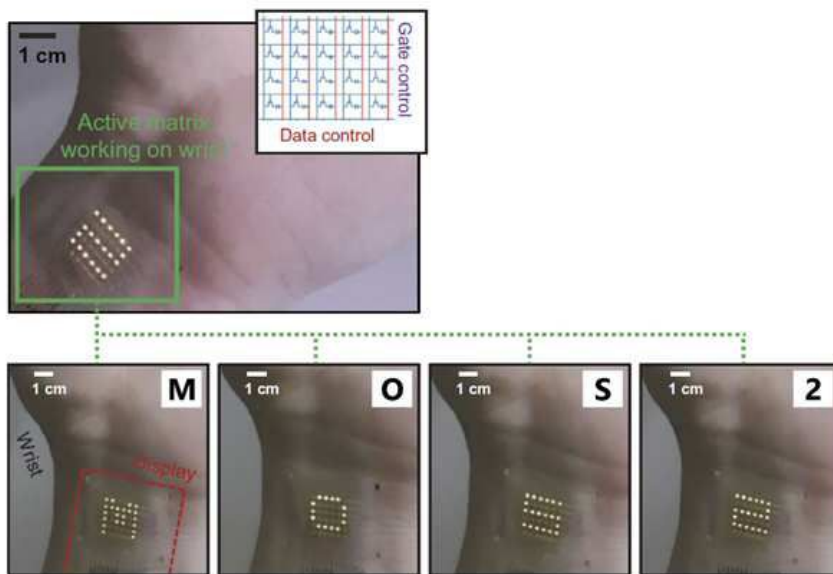 1 cm
Gate control
Data control
Active matrix
working on wrist
1 cm
M
Wrist
Display
1 cm
O
1 cm
S
1 cm
2